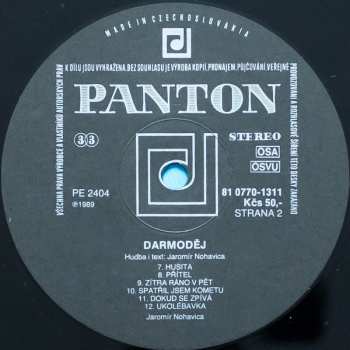 MADE IN CZECHOSLOVAKIA
VŠECHNA PRÁVA VÝROBCE A VLASTNÍKŮ AUTORSKÝCH PRÁV
K DÍLU JSOU VYHRAŽENA. BEZ SOUHLASU JE VÝROBA KOPIÍ, PRONÁJEM, PŮJČOVÁNÍ VEŘEJNÉ
PROVOZOVÁNÍ A ROZHLASOVÉ ŠÍŘENÍ TÉTO DESKY ZAKÁZÁNO
PANTON
33
STEREO
OSA
OSVU
PE 2404
℗1989
81 0770-1311
Kčs 50,-
STRANA 2
DARMODĚJ
Hudba i text: Jaromír Nohavica
7. HUSITA
8. PŘÍTEL
9. ZÍTRA RÁNO V PĚT
10. SPATŘIL JSEM KOMETU
11. DOKUD SE ZPÍVÁ
12. UKOLÉBAVKA
Jaromír Nohavica